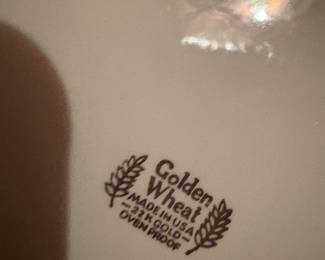 Golden
Wheat
MADE IN USA
-22 K GOLD-
OVEN PROOF